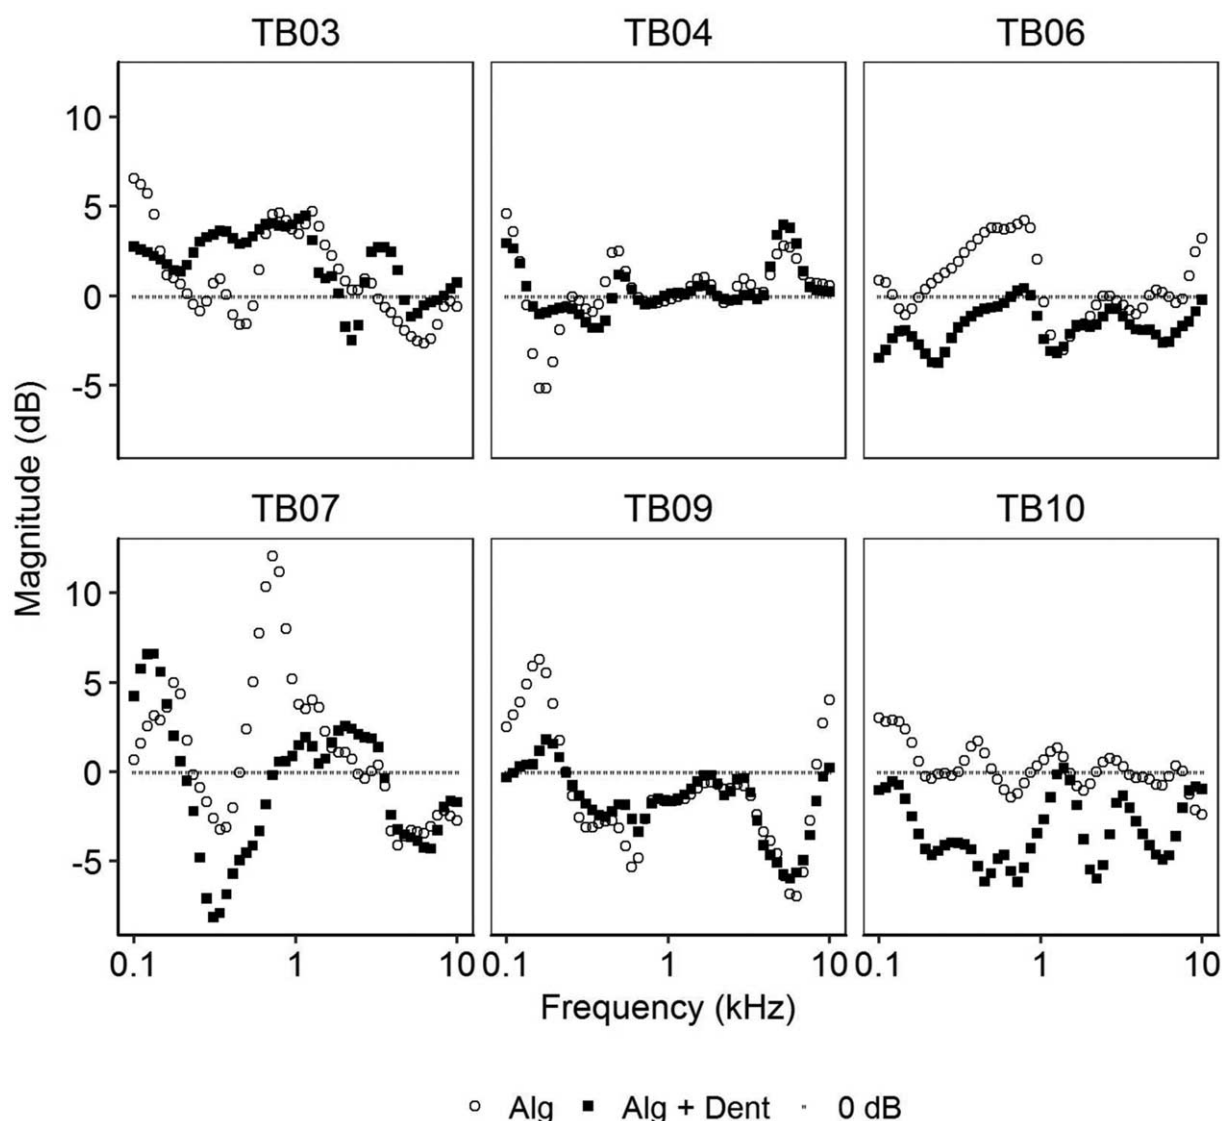 TB03 TB04 TB06
10
5
0
-5
TB07 TB09 TB10
10
5
0
-5
Magnitude (dB)
0.1 1 10 0.1 1 10 0.1 1 10
Frequency (kHz)
Alg Alg + Dent 0 dB